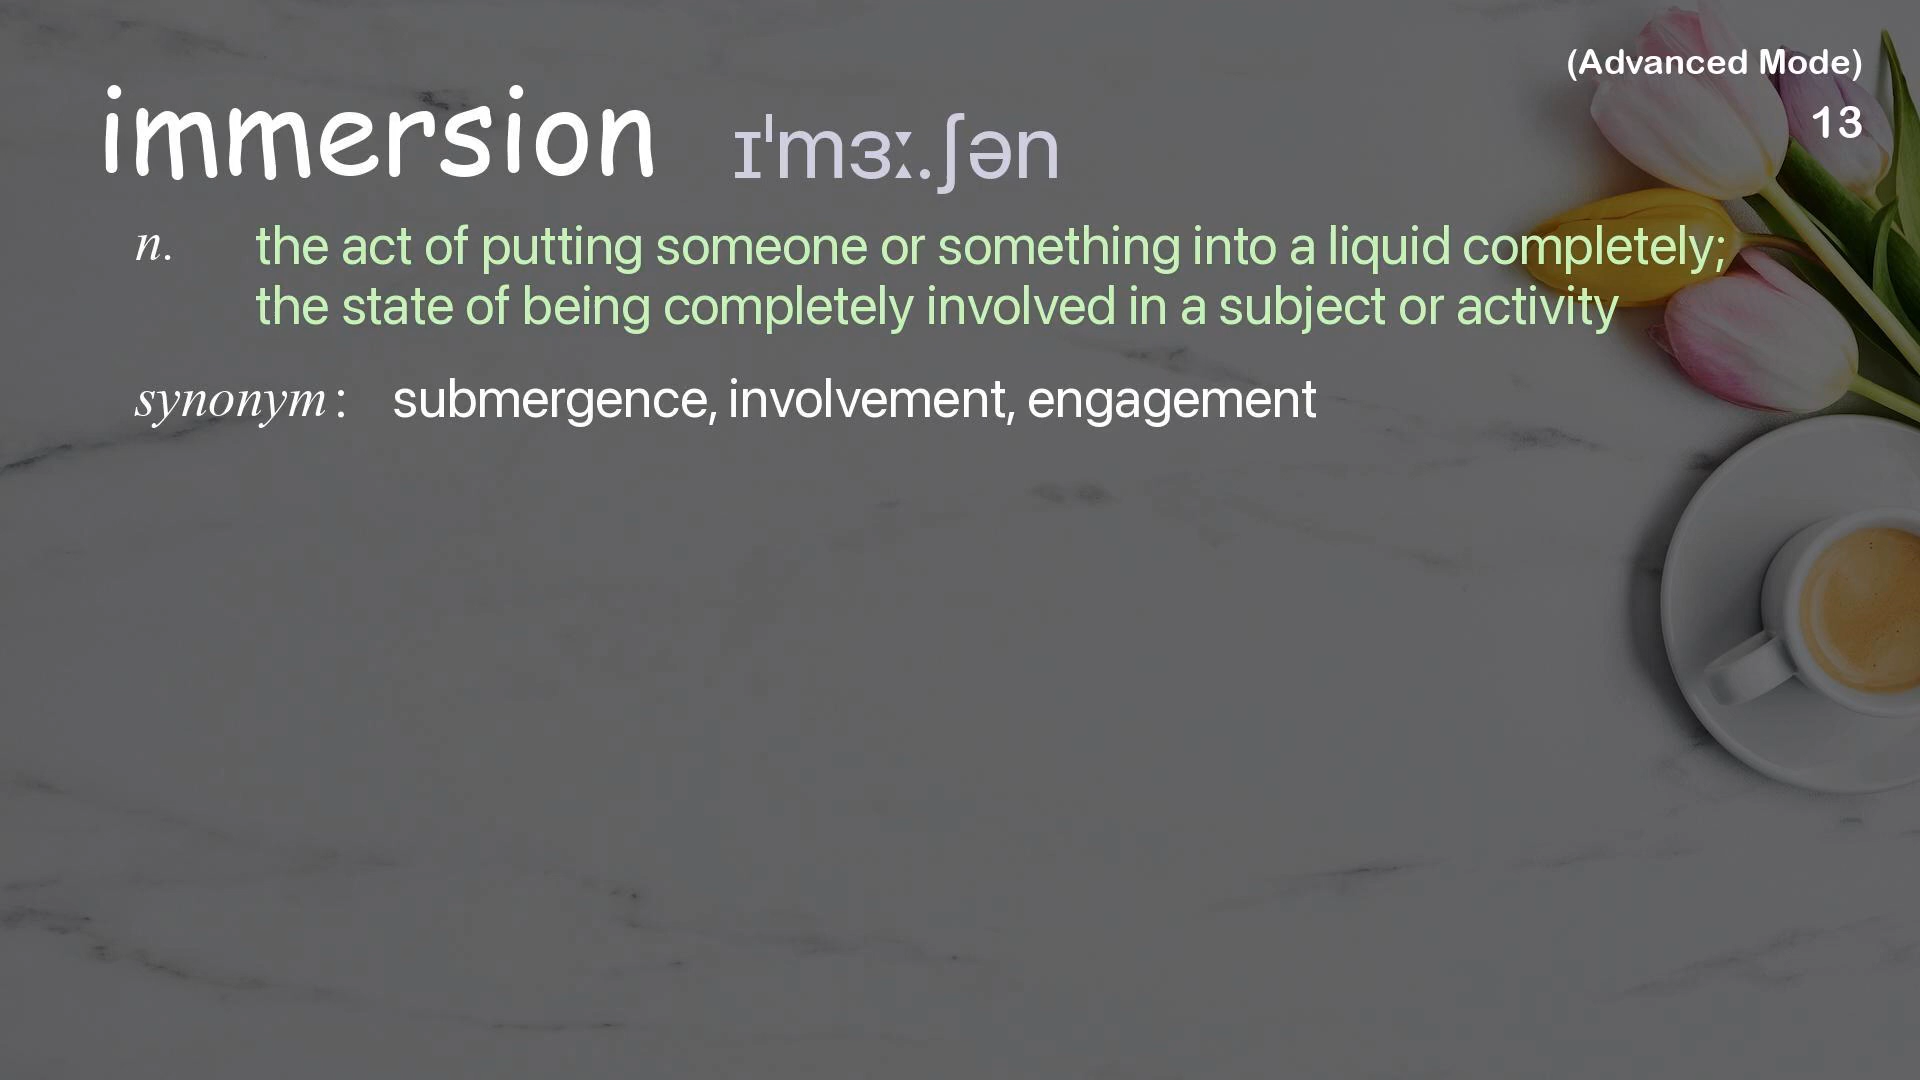 (Advanced Mode)
13
immersion ɪˈmɜː.ʃən
n. the act of putting someone or something into a liquid completely;
the state of being completely involved in a subject or activity
synonym : submergence, involvement, engagement